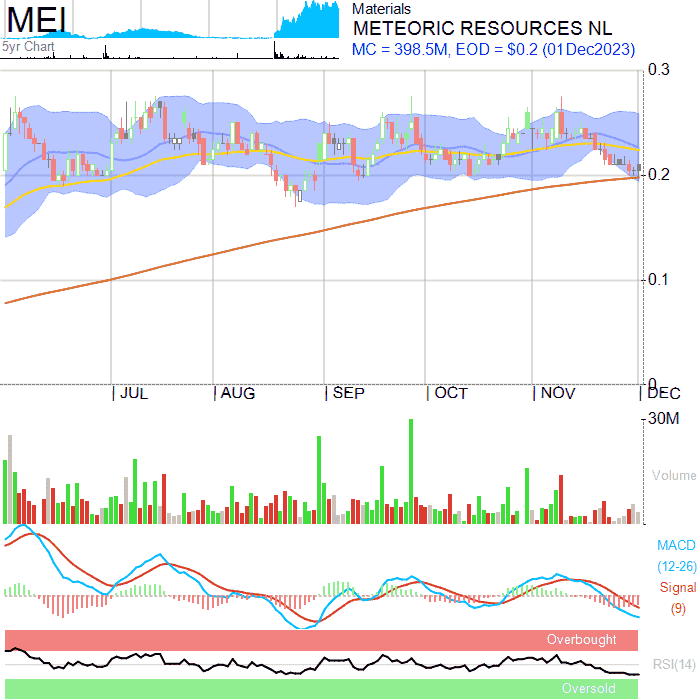 MEI
Materials
METEORIC RESOURCES NL
MC = 398.5M, EOD = $0.2 (01Dec2023)
5yr Chart
0.3
0.2
0.1
0
JUL
AUG
SEP
OCT
NOV
DEC
30M
Volume
MACD
(12-26)
Signal
(9)
Overbought
RSI(14)
Oversold